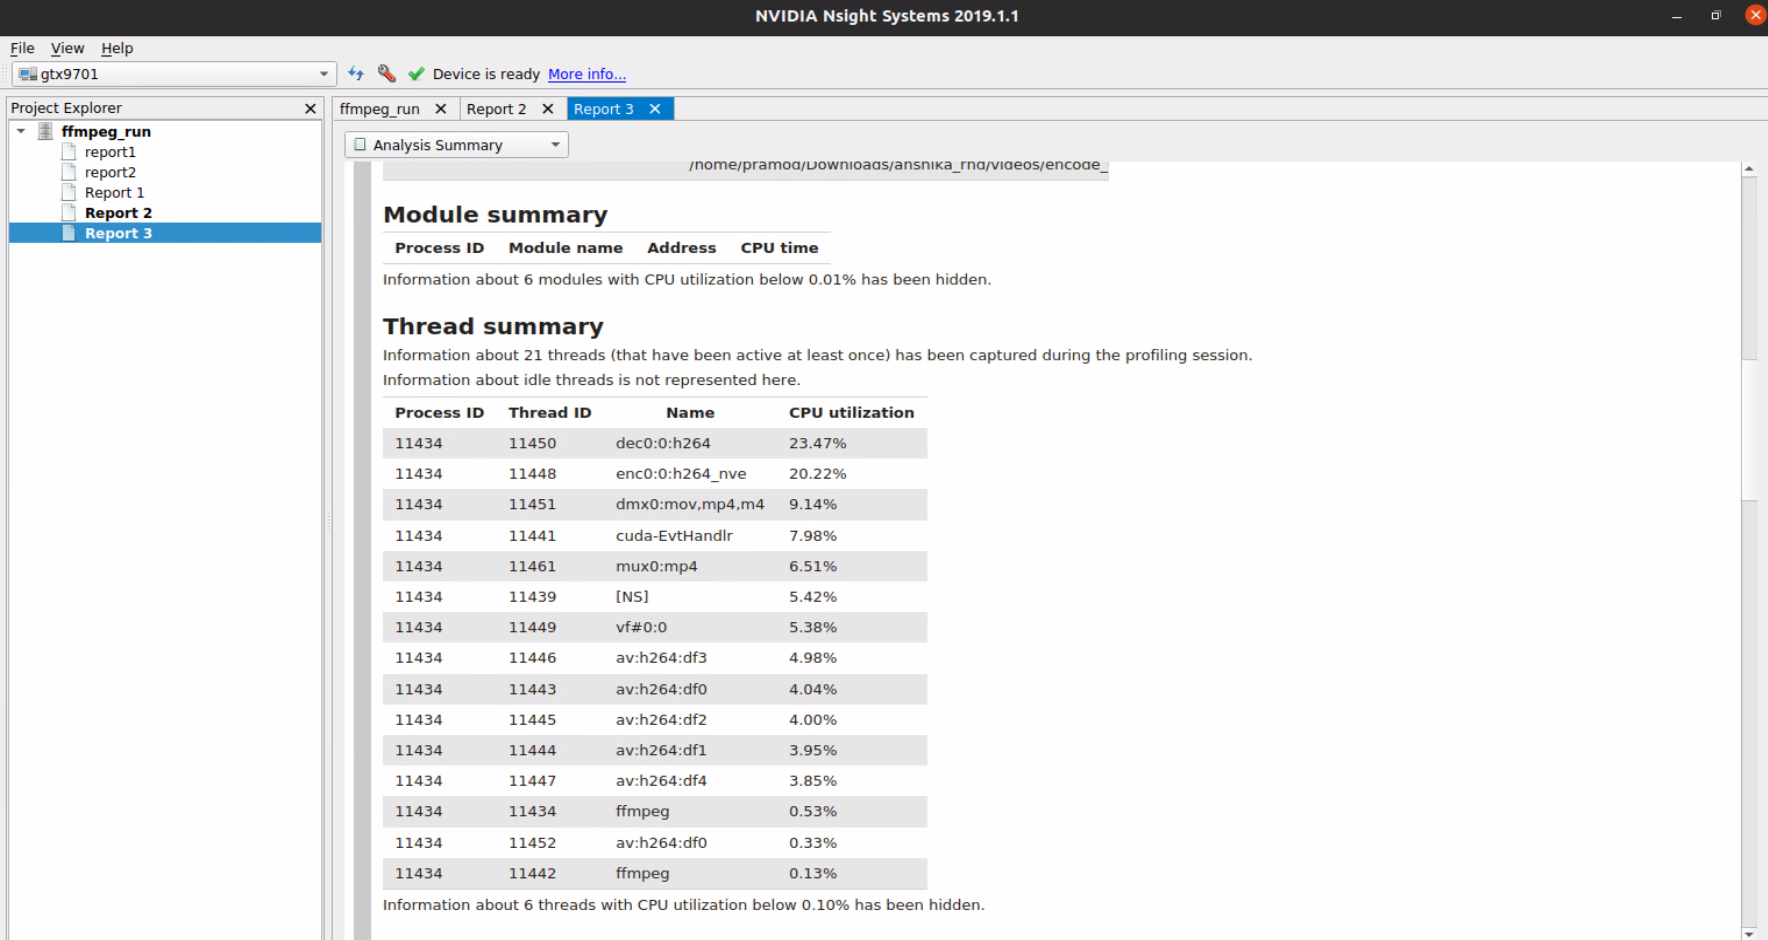 NVIDIA Nsight Systems 2019.1.1
File View Help
gtx9701 Device is ready More info...
Project Explorer
ffmpeg_run
report1
report2
Report 1
Report 2
Report 3
ffmpeg_run Report 2 Report 3
Analysis Summary
/home/pramod/Downloads/anshika_rnd/videos/encode_
Module summary
Process ID Module name Address CPU time
Information about 6 modules with CPU utilization below 0.01% has been hidden.
Thread summary
Information about 21 threads (that have been active at least once) has been captured during the profiling session.
Information about idle threads is not represented here.
Process ID Thread ID Name CPU utilization
11434 11450 dec0:0:h264 23.47%
11434 11448 enc0:0:h264_nve 20.22%
11434 11451 dmx0:mov,mp4,m4 9.14%
11434 11441 cuda-EvtHandlr 7.98%
11434 11461 mux0:mp4 6.51%
11434 11439 [NS] 5.42%
11434 11449 vf#0:0 5.38%
11434 11446 av:h264:df3 4.98%
11434 11443 av:h264:df0 4.04%
11434 11445 av:h264:df2 4.00%
11434 11444 av:h264:df1 3.95%
11434 11447 av:h264:df4 3.85%
11434 11434 ffmpeg 0.53%
11434 11452 av:h264:df0 0.33%
11434 11442 ffmpeg 0.13%
Information about 6 threads with CPU utilization below 0.10% has been hidden.